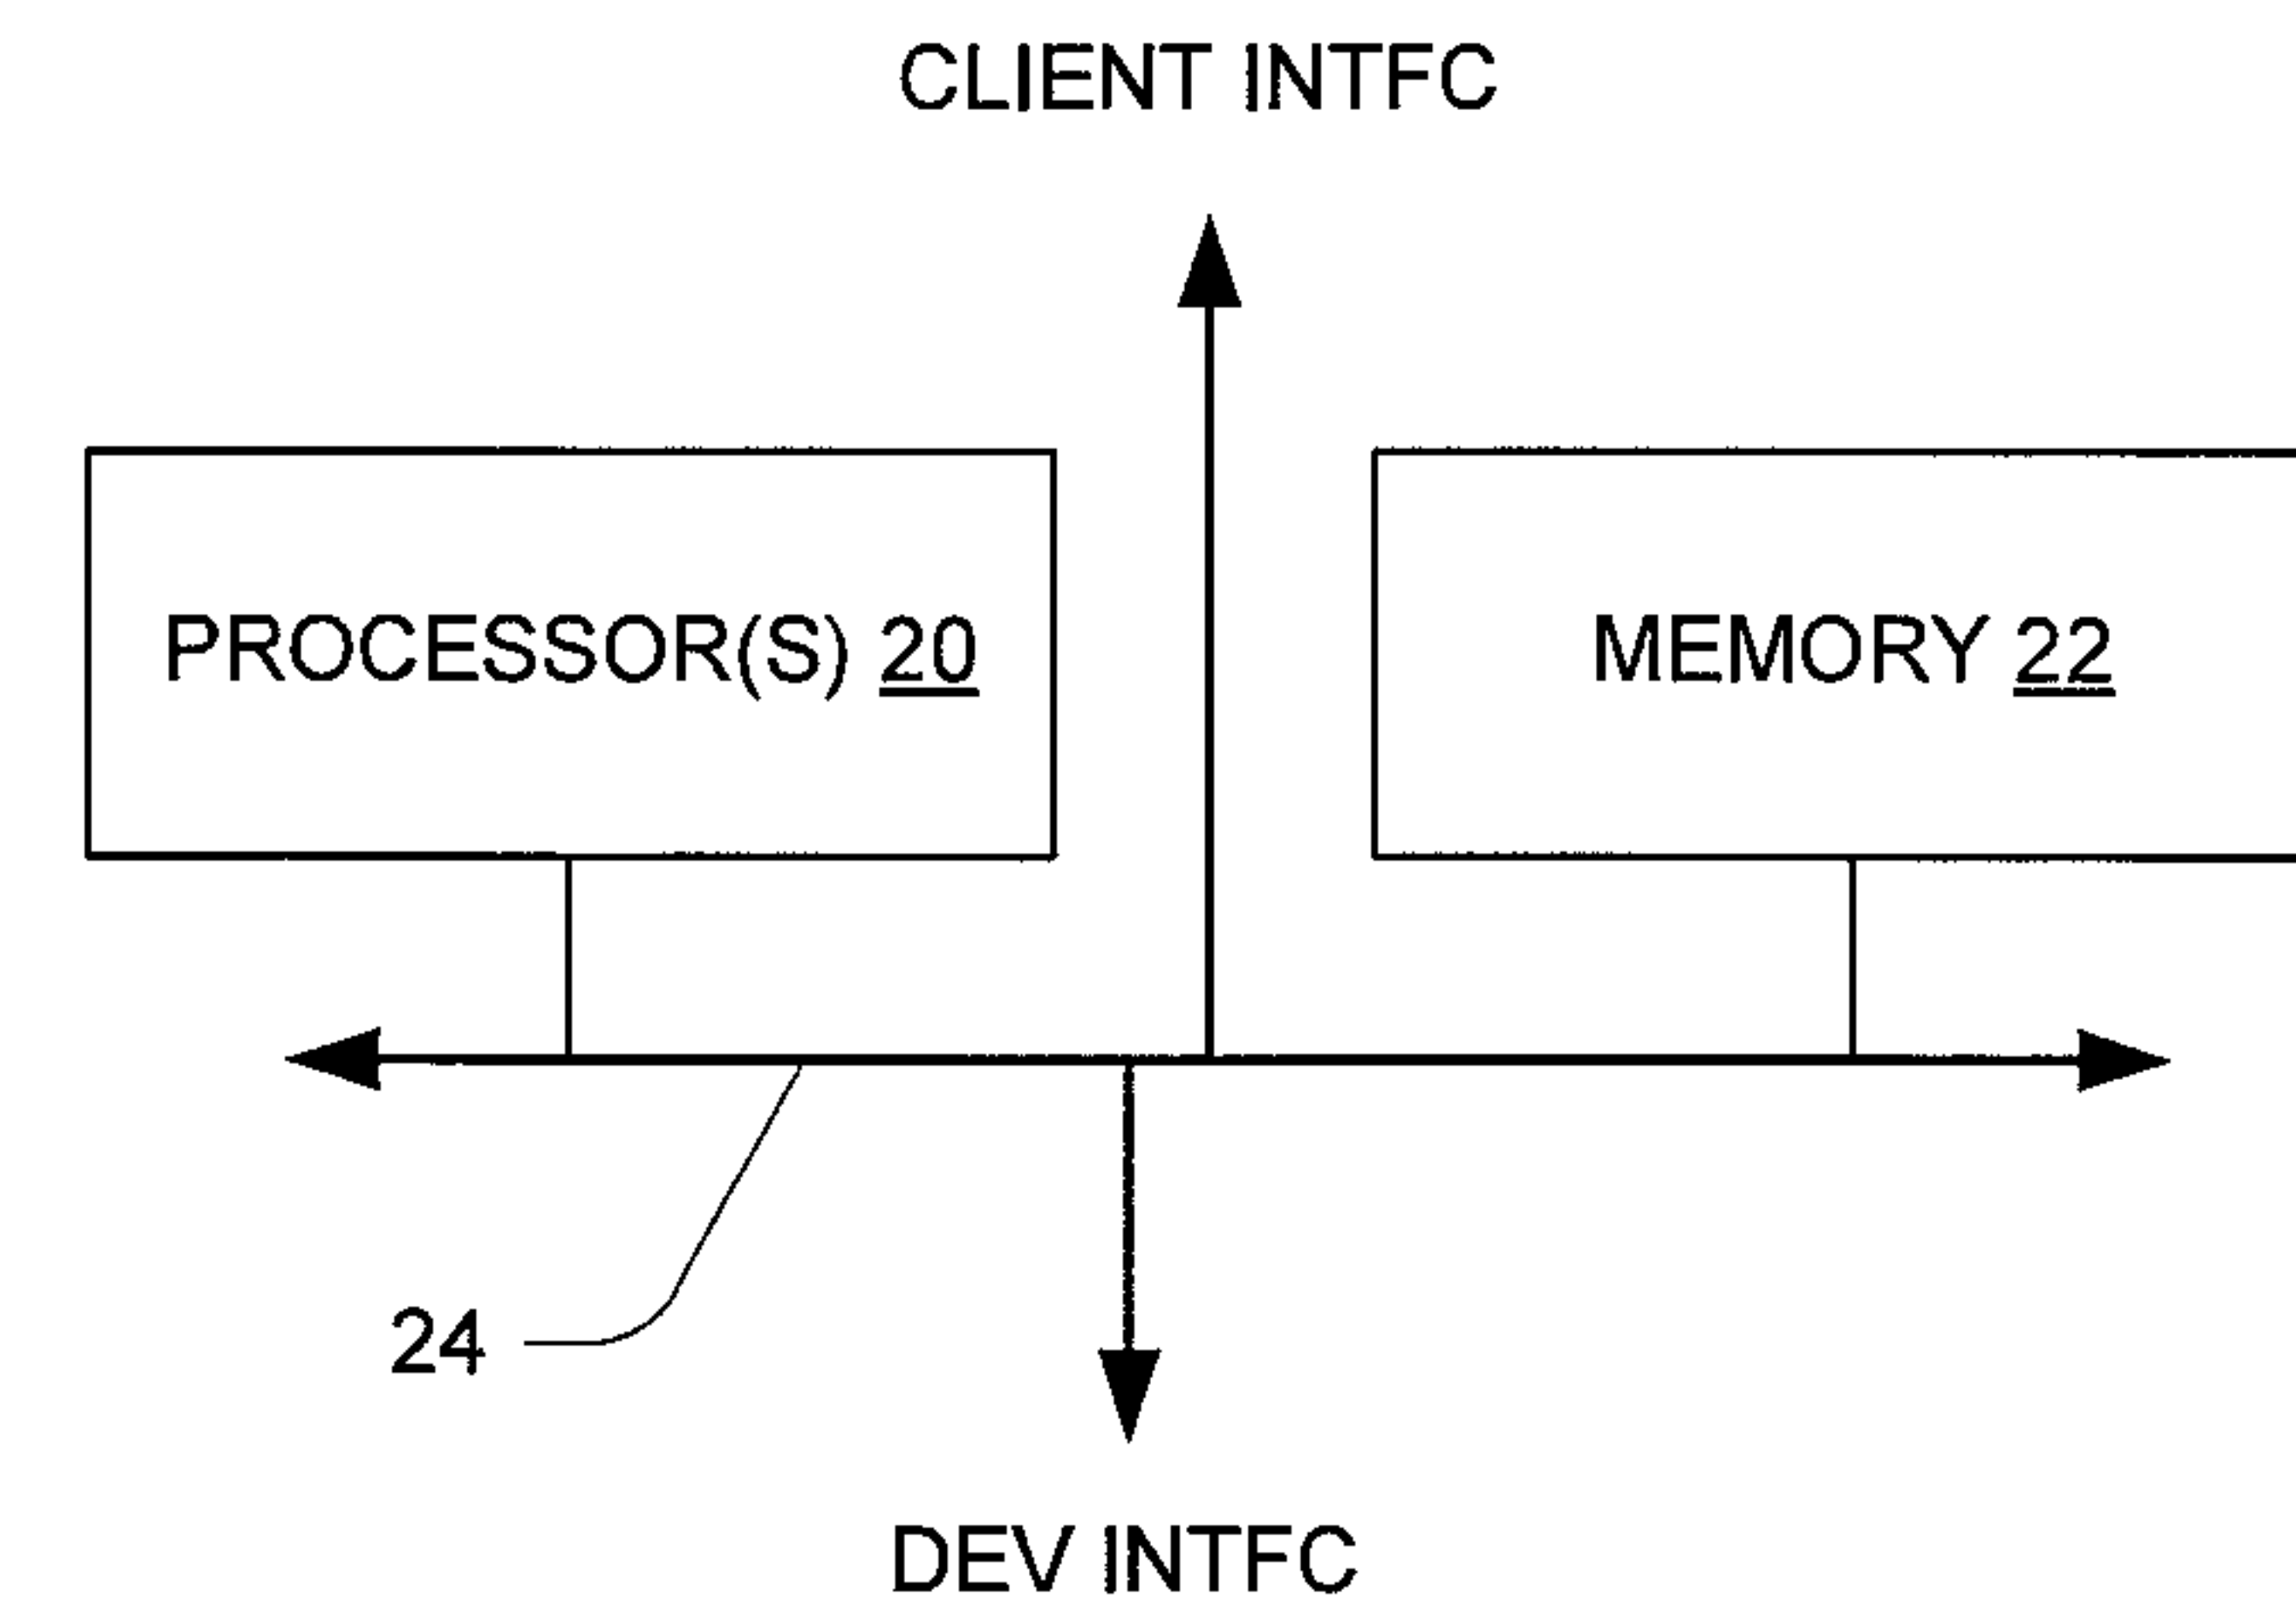 CLIENT INTFC
PROCESSOR(S) 20
MEMORY 22
24
DEV INTFC